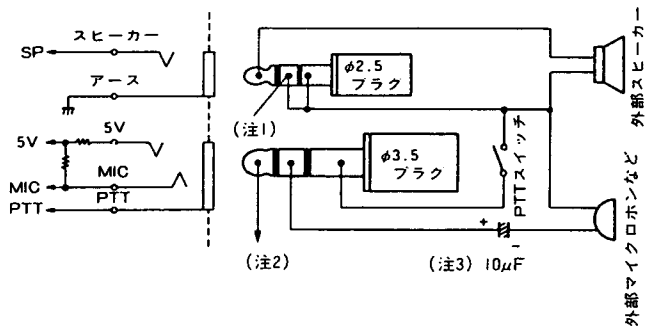 スピーカー
SP
アース
5V
5V
MIC
MIC
PTT
PTT
φ2.5
プラグ
(注1)
φ3.5
プラグ
(注2)
(注3) 10μF
+
-
PTTスイッチ
外部スピーカー
外部マイクロホンなど